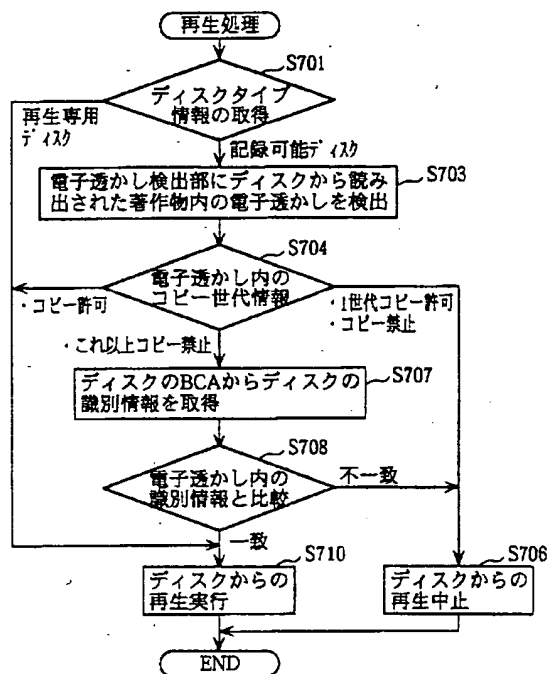 再生処理
S701
ディスクタイプ
情報の取得
再生専用
ディスク
記録可能ディスク
S703
電子透かし検出部にディスクから読み
出された著作物内の電子透かしを検出
S704
電子透かし内の
コピー世代情報
・コピー許可
・1世代コピー許可
・コピー禁止
・これ以上コピー禁止
S707
ディスクのBCAからディスクの
識別情報を取得
S708
電子透かし内の
識別情報と比較
不一致
一致
S710
ディスクからの
再生実行
S706
ディスクからの
再生中止
END